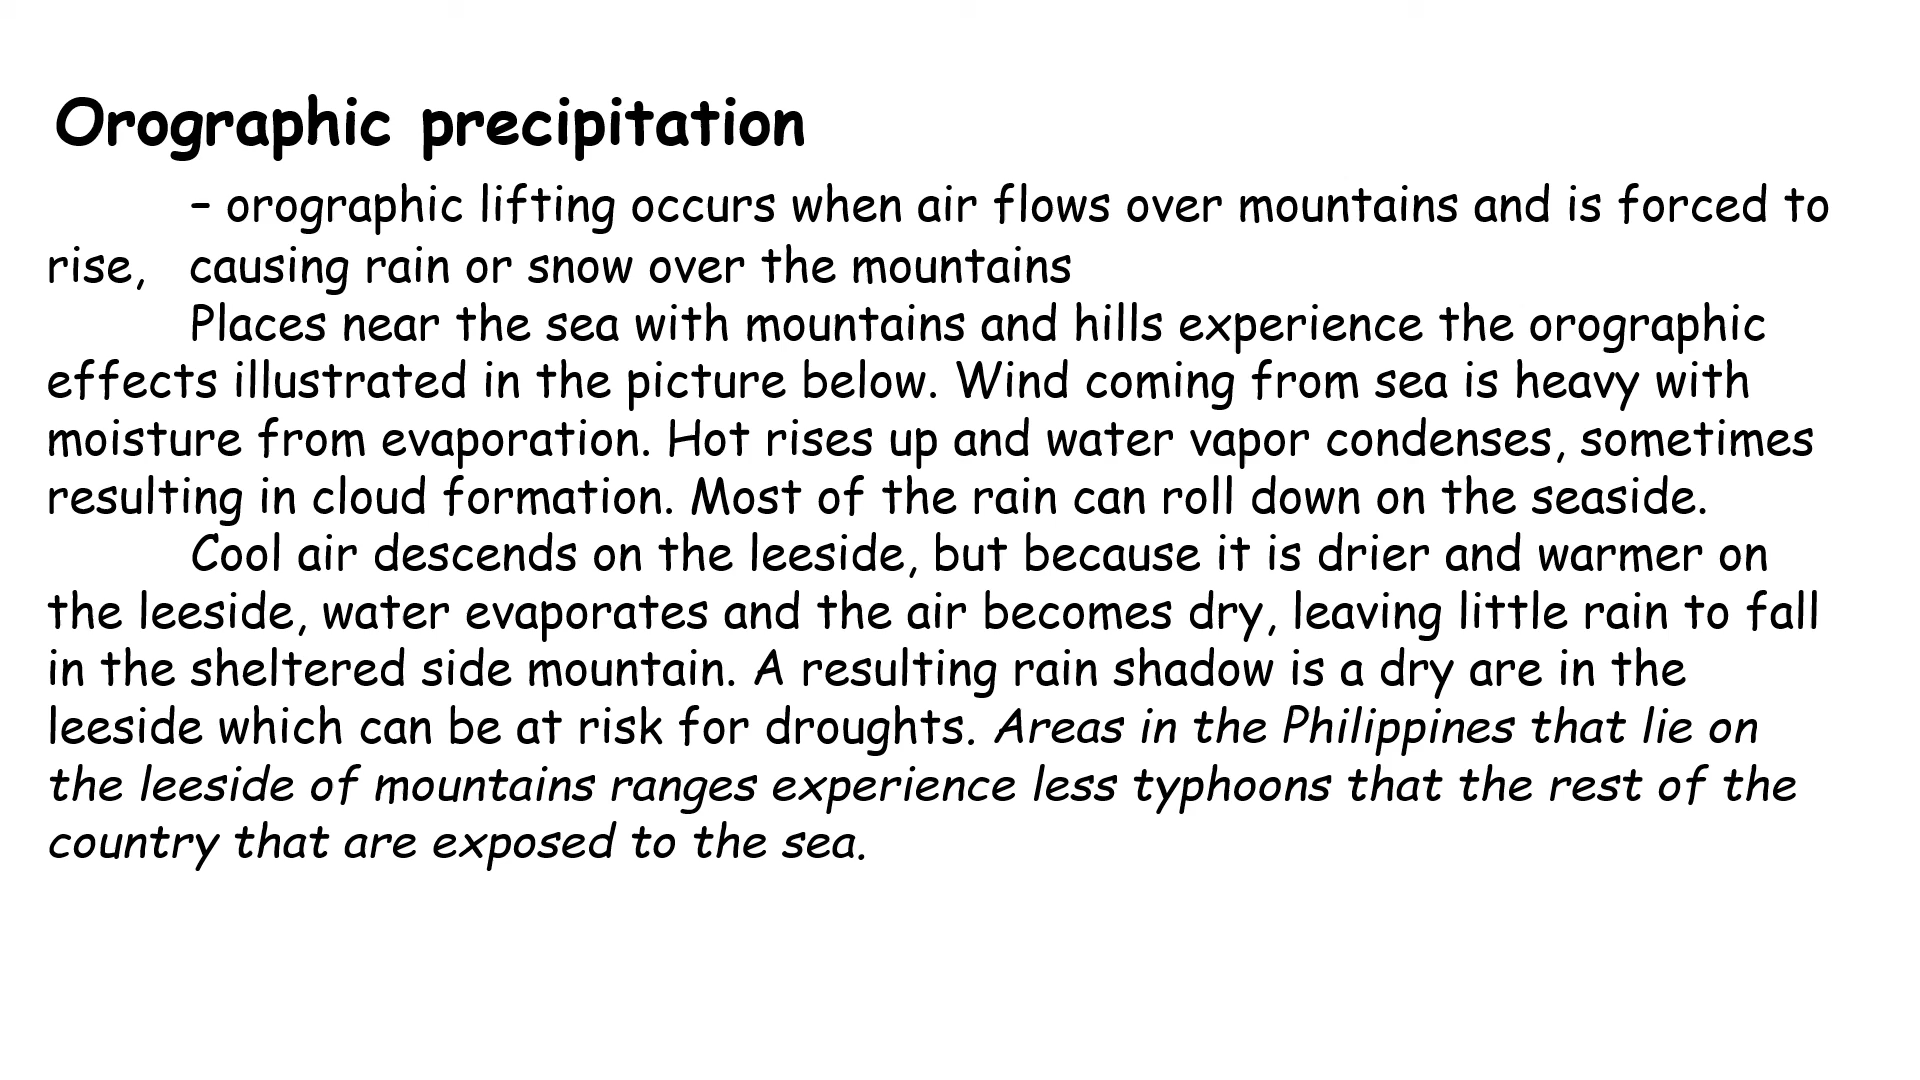 Orographic precipitation
– orographic lifting occurs when air flows over mountains and is forced to
rise, causing rain or snow over the mountains
Places near the sea with mountains and hills experience the orographic
effects illustrated in the picture below. Wind coming from sea is heavy with
moisture from evaporation. Hot rises up and water vapor condenses, sometimes
resulting in cloud formation. Most of the rain can roll down on the seaside.
Cool air descends on the leeside, but because it is drier and warmer on
the leeside, water evaporates and the air becomes dry, leaving little rain to fall
in the sheltered side mountain. A resulting rain shadow is a dry are in the
leeside which can be at risk for droughts. Areas in the Philippines that lie on
the leeside of mountains ranges experience less typhoons that the rest of the
country that are exposed to the sea.